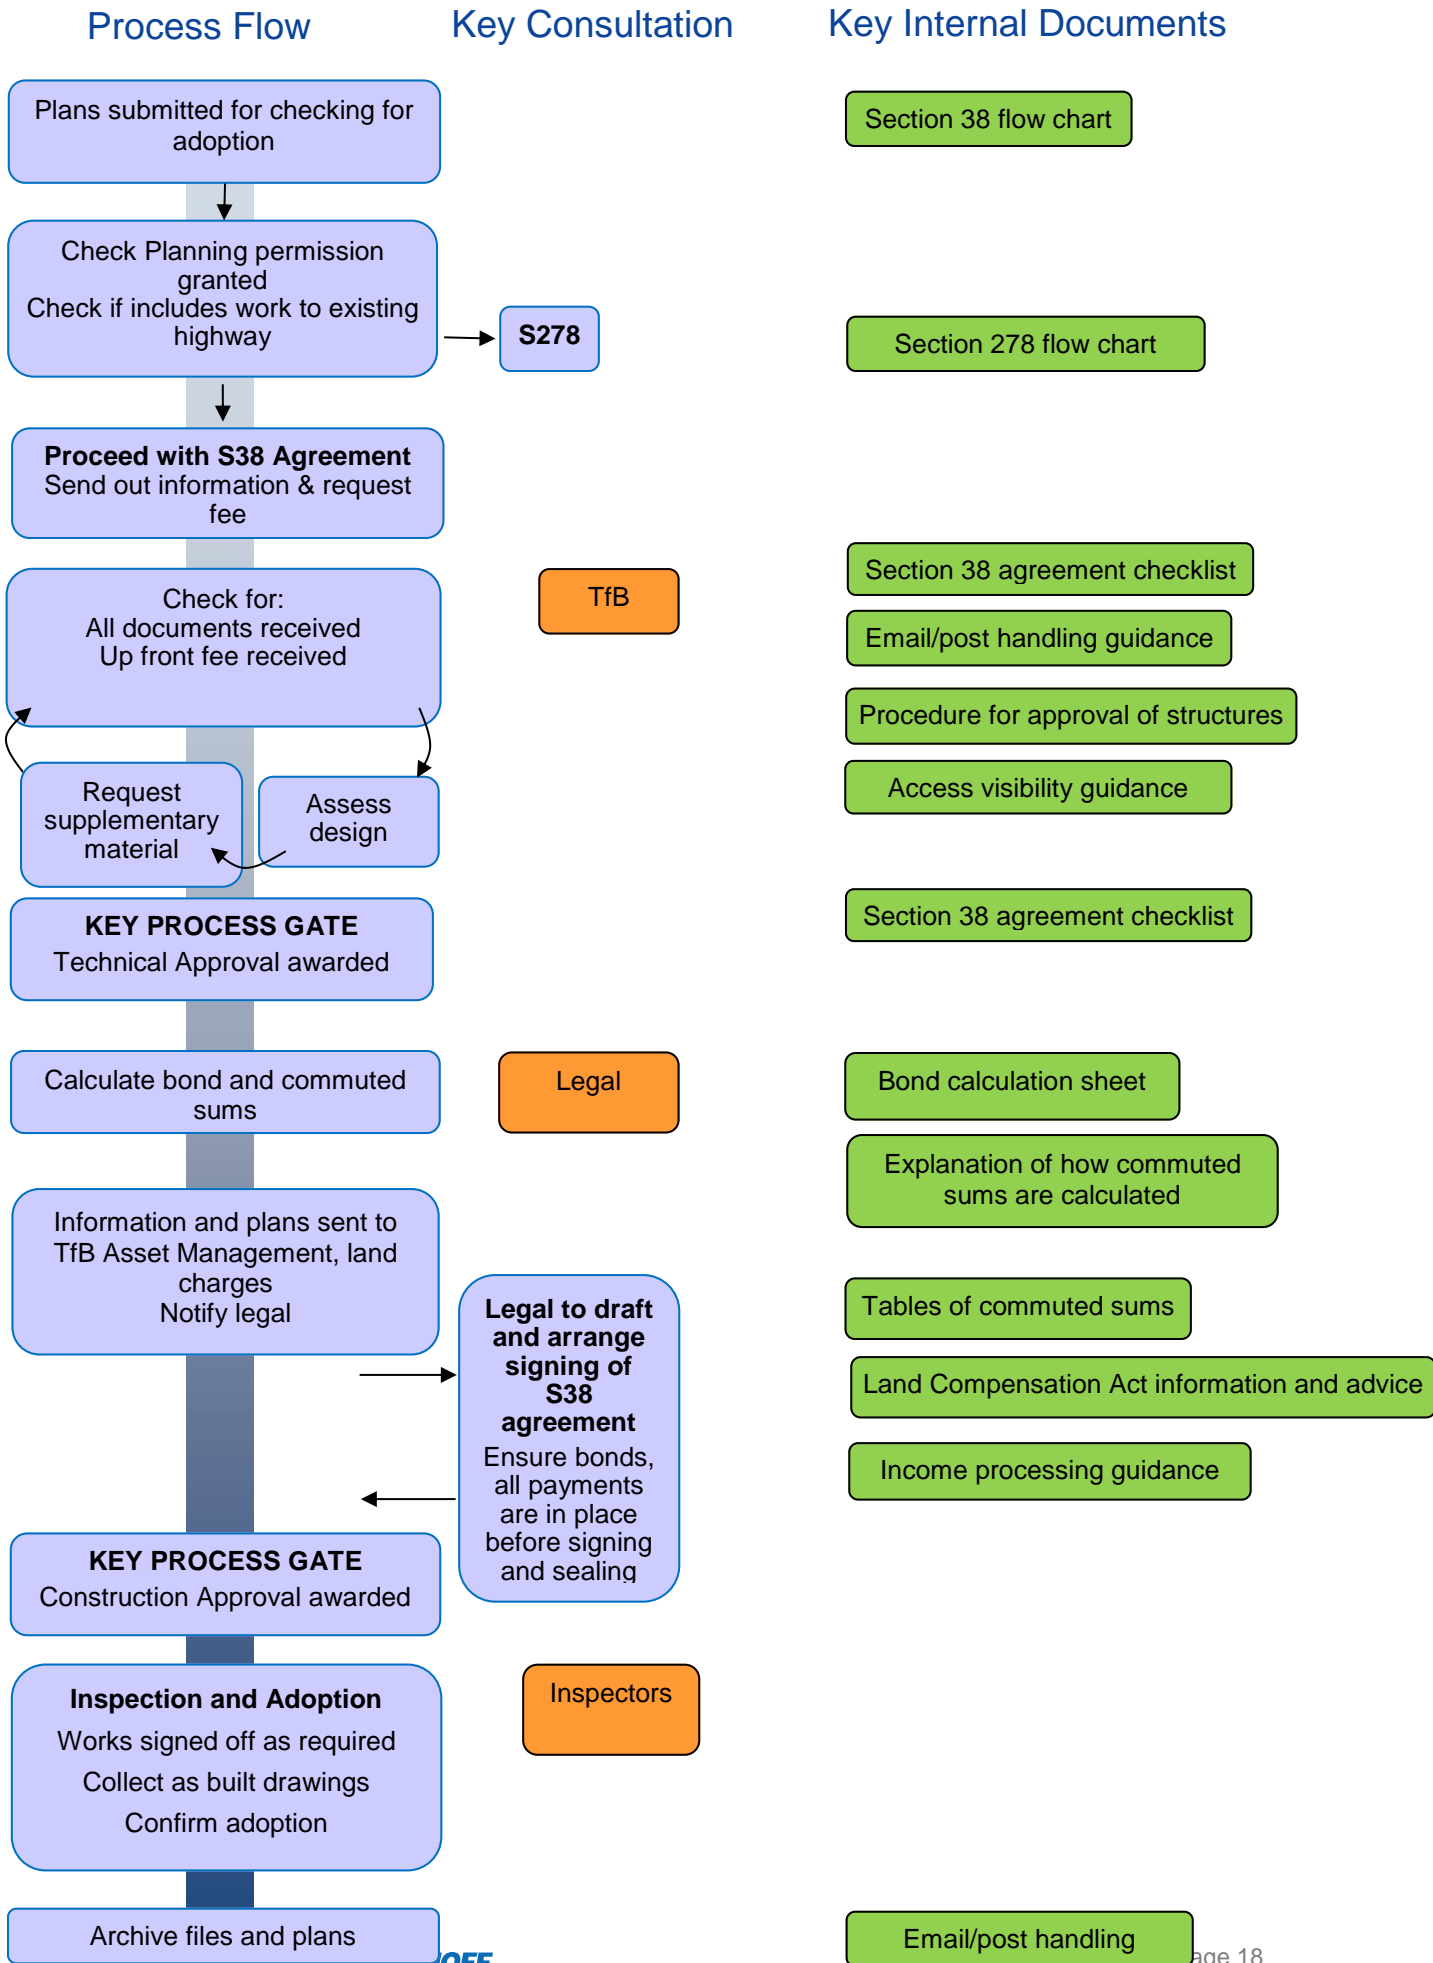 Process Flow
Key Consultation
Key Internal Documents
Plans submitted for checking for
adoption
Section 38 flow chart
Check Planning permission
granted
Check if includes work to existing
highway
S278
Section 278 flow chart
Proceed with S38 Agreement
Send out information & request
fee
Check for:
All documents received
Up front fee received
TfB
Section 38 agreement checklist
Email/post handling guidance
Procedure for approval of structures
Access visibility guidance
Request
supplementary
material
Assess
design
KEY PROCESS GATE
Technical Approval awarded
Section 38 agreement checklist
Calculate bond and commuted
sums
Legal
Bond calculation sheet
Explanation of how commuted
sums are calculated
Information and plans sent to
TfB Asset Management, land
charges
Notify legal
Legal to draft
and arrange
signing of
S38
agreement
Ensure bonds,
all payments
are in place
before signing
and sealing
Tables of commuted sums
Land Compensation Act information and advice
Income processing guidance
KEY PROCESS GATE
Construction Approval awarded
Inspection and Adoption
Works signed off as required
Collect as built drawings
Confirm adoption
Inspectors
Archive files and plans
Email/post handling
age 18